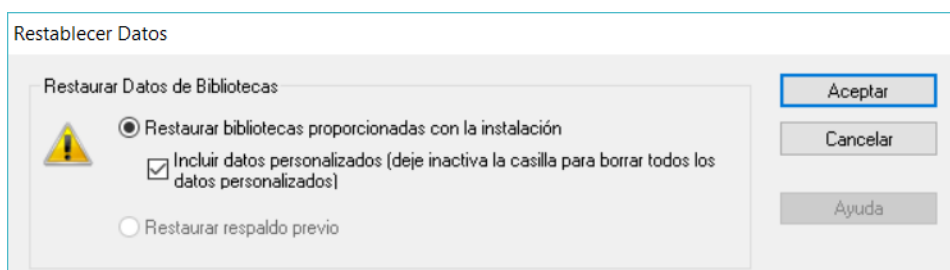 Restablecer Datos
Restaurar Datos de Bibliotecas
Aceptar
Restaurar bibliotecas proporcionadas con la instalación
Cancelar
Incluir datos personalizados (deje inactiva la casilla para borrar todos los
datos personalizados)
Ayuda
Restaurar respaldo previo